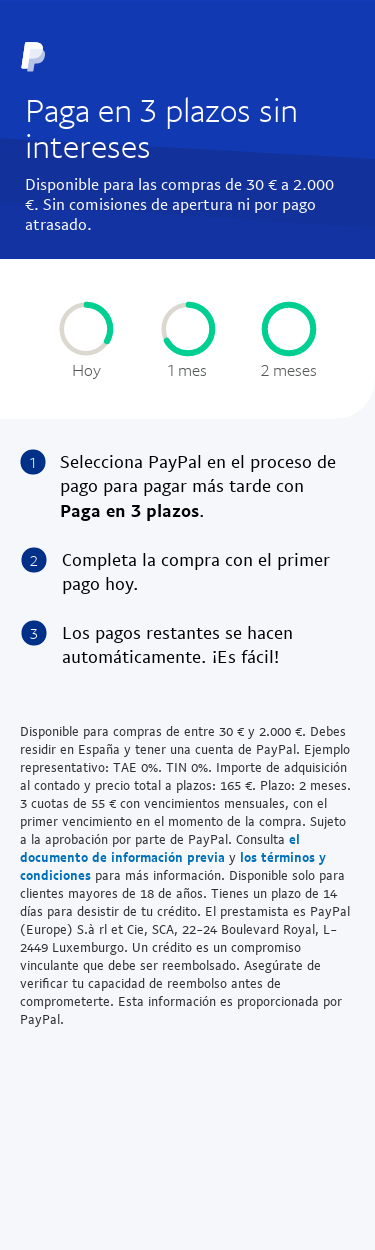 Paga en 3 plazos sin
intereses
Disponible para las compras de 30 € a 2.000
€. Sin comisiones de apertura ni por pago
atrasado.
Hoy 1 mes 2 meses
1 Selecciona PayPal en el proceso de
pago para pagar más tarde con
Paga en 3 plazos.
2 Completa la compra con el primer
pago hoy.
3 Los pagos restantes se hacen
automáticamente. ¡Es fácil!
Disponible para compras de entre 30 € y 2.000 €. Debes
residir en España y tener una cuenta de PayPal. Ejemplo
representativo: TAE 0%. TIN 0%. Importe de adquisición
al contado y precio total a plazos: 165 €. Plazo: 2 meses.
3 cuotas de 55 € con vencimientos mensuales, con el
primer vencimiento en el momento de la compra. Sujeto
a la aprobación por parte de PayPal. Consulta el
documento de información previa y los términos y
condiciones para más información. Disponible solo para
clientes mayores de 18 de años. Tienes un plazo de 14
días para desistir de tu crédito. El prestamista es PayPal
(Europe) S.à rl et Cie, SCA, 22-24 Boulevard Royal, L-
2449 Luxemburgo. Un crédito es un compromiso
vinculante que debe ser reembolsado. Asegúrate de
verificar tu capacidad de reembolso antes de
comprometerte. Esta información es proporcionada por
PayPal.